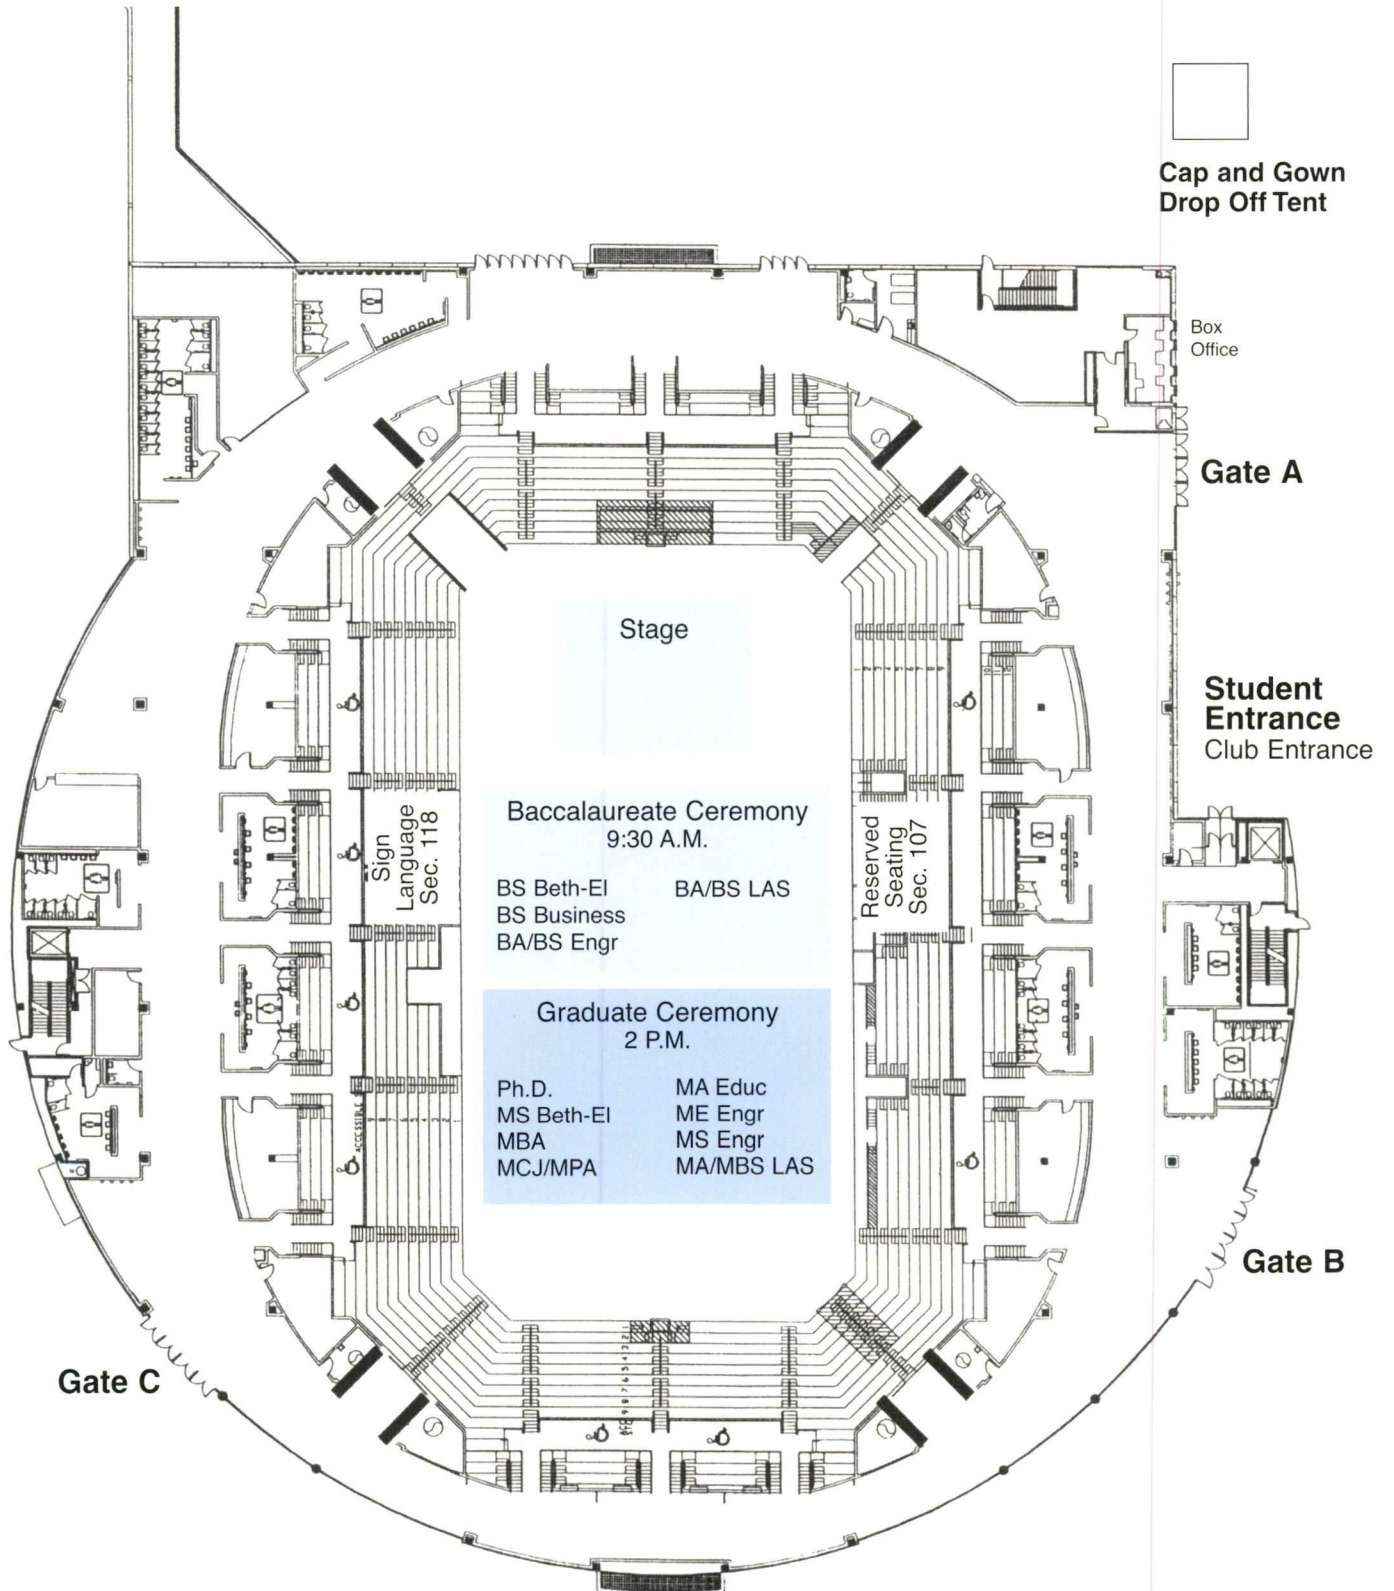 Cap and Gown
Drop Off Tent
Box
Office
Gate A
Stage
Student
Entrance
Club Entrance
Baccalaureate Ceremony
9:30 A.M.
BS Beth-El
BA/BS LAS
BS Business
BA/BS Engr
Sign
Language
Sec. 118
Reserved
Seating
Sec. 107
Graduate Ceremony
2 P.M.
Ph.D.
MA Educ
MS Beth-El
ME Engr
MBA
MS Engr
MCJ/MPA
MA/MBS LAS
ACCESSIBLE
Gate B
Gate C